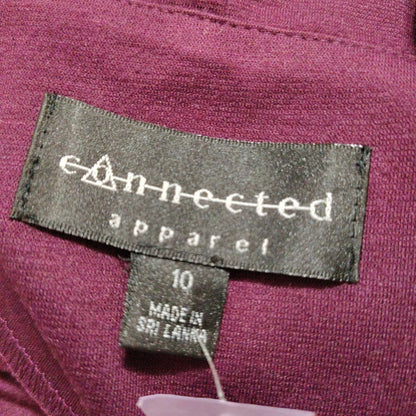 connected
apparel
10
MADE IN
SRI LANKA